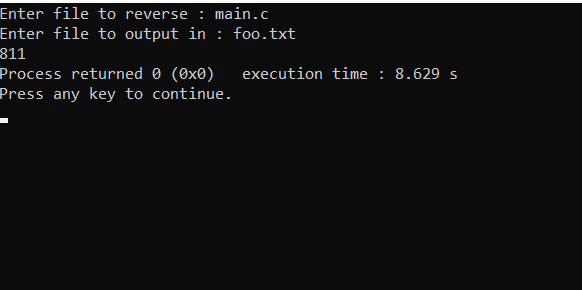 Enter file to reverse : main.c
Enter file to output in : foo.txt
811
Process returned 0 (0x0)   execution time : 8.629 s
Press any key to continue.